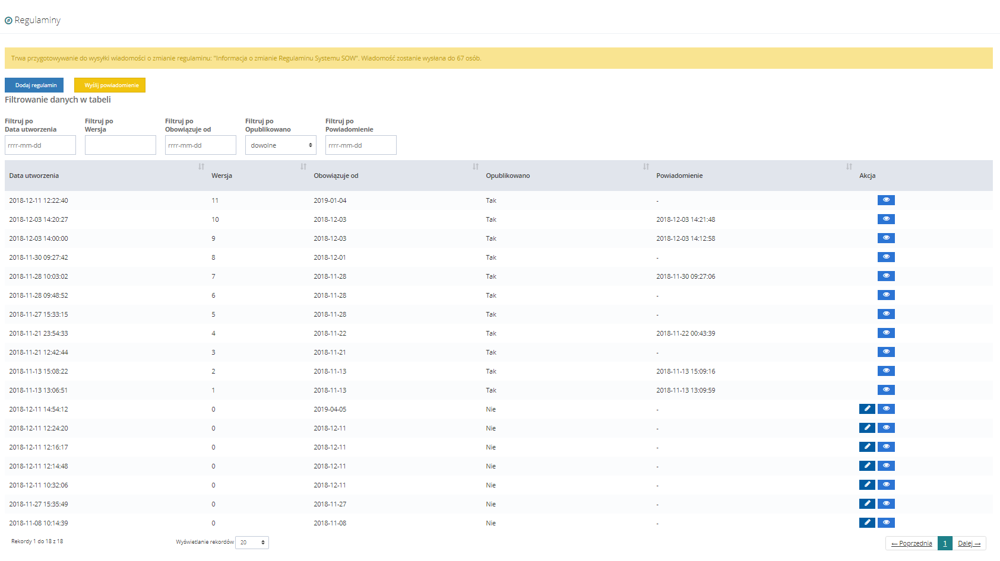 Regulaminy
Trwa przygotowywanie do wysyłki wiadomości o zmianie regulaminu: "Informacja o zmianie Regulaminu Systemu SOW". Wiadomość zostanie wysłana do 67 osób.
Dodaj regulamin Wyślij powiadomienie
Filtrowanie danych w tabeli
Filtruj po Filtruj po Filtruj po Filtruj po Filtruj po
Data utworzenia Wersja Obowiązuje od Opublikowano Powiadomienie
rrrr-mm-dd rrrr-mm-dd dowolne rrrr-mm-dd
Data utworzenia Wersja Obowiązuje od Opublikowano Powiadomienie Akcja
2018-12-11 12:22:40 11 2019-01-04 Tak -
2018-12-03 14:20:27 10 2018-12-03 Tak 2018-12-03 14:21:48
2018-12-03 14:00:00 9 2018-12-03 Tak 2018-12-03 14:12:58
2018-11-30 09:27:42 8 2018-12-01 Tak -
2018-11-28 10:03:02 7 2018-11-28 Tak 2018-11-30 09:27:06
2018-11-28 09:48:52 6 2018-11-28 Tak -
2018-11-27 15:33:15 5 2018-11-28 Tak -
2018-11-21 23:54:33 4 2018-11-22 Tak 2018-11-22 00:43:39
2018-11-21 12:42:44 3 2018-11-21 Tak -
2018-11-13 15:08:22 2 2018-11-13 Tak 2018-11-13 15:09:16
2018-11-13 13:06:51 1 2018-11-13 Tak 2018-11-13 13:09:59
2018-12-11 14:54:12 0 2019-04-05 Nie -
2018-12-11 12:24:20 0 2018-12-11 Nie -
2018-12-11 12:16:17 0 2018-12-11 Nie -
2018-12-11 12:14:48 0 2018-12-11 Nie -
2018-12-11 10:32:06 0 2018-12-11 Nie -
2018-11-27 15:35:49 0 2018-11-27 Nie -
2018-11-08 10:14:39 0 2018-11-08 Nie -
Rekordy 1 do 18 z 18 Wyświetlanie rekordów 20 ← Poprzednia 1 Dalej →